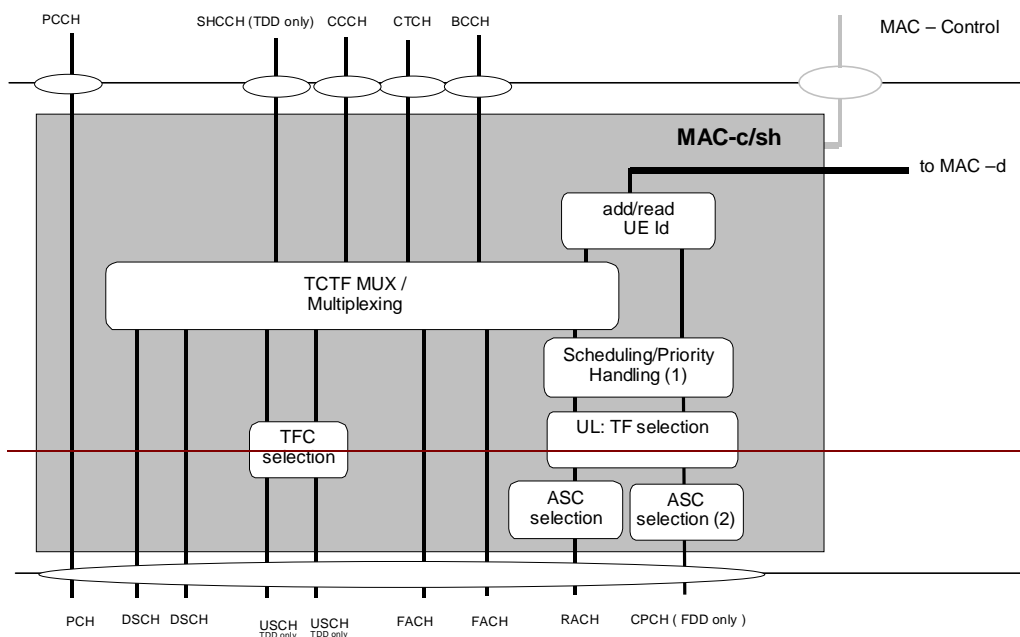 PCCH
SHCCH (TDD only)
CCCH
CTCH
BCCH
MAC – Control
MAC-c/sh
to MAC –d
add/read
UE Id
TCTF MUX /
Multiplexing
Scheduling/Priority
Handling (1)
UL: TF selection
TFC
selection
ASC
selection
ASC
selection (2)
PCH
DSCH
DSCH
USCH
TDD only
USCH
TDD only
FACH
FACH
RACH
CPCH ( FDD only )